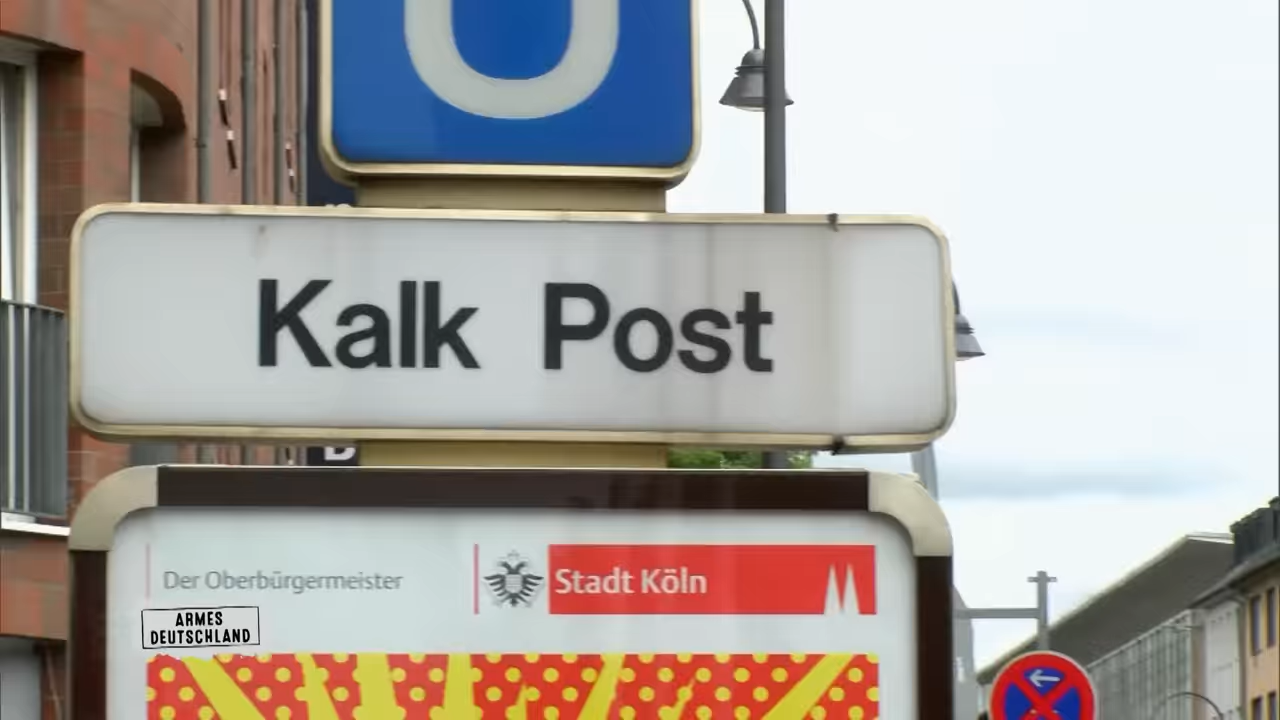 U
Kalk Post
Der Oberbürgermeister
Stadt Köln
ARMES
DEUTSCHLAND